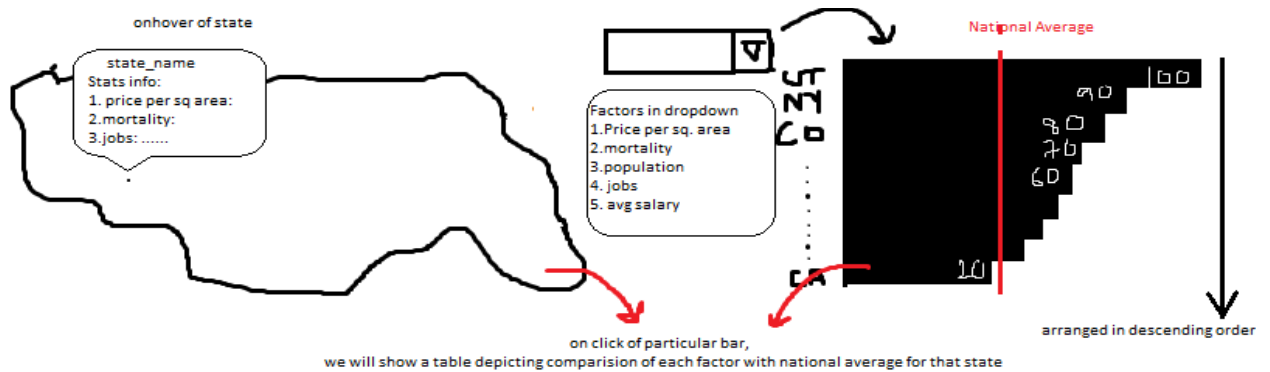 onhover of state
state_name
Stats info:
1. price per sq area:
2.mortality:
3.jobs: ......
National Average
Factors in dropdown
1.Price per sq. area
2.mortality
3.population
4. jobs
5. avg salary
NJ
CO
CA
100
90
80
70
60
10
arranged in descending order
on click of particular bar,
we will show a table depicting comparision of each factor with national average for that state